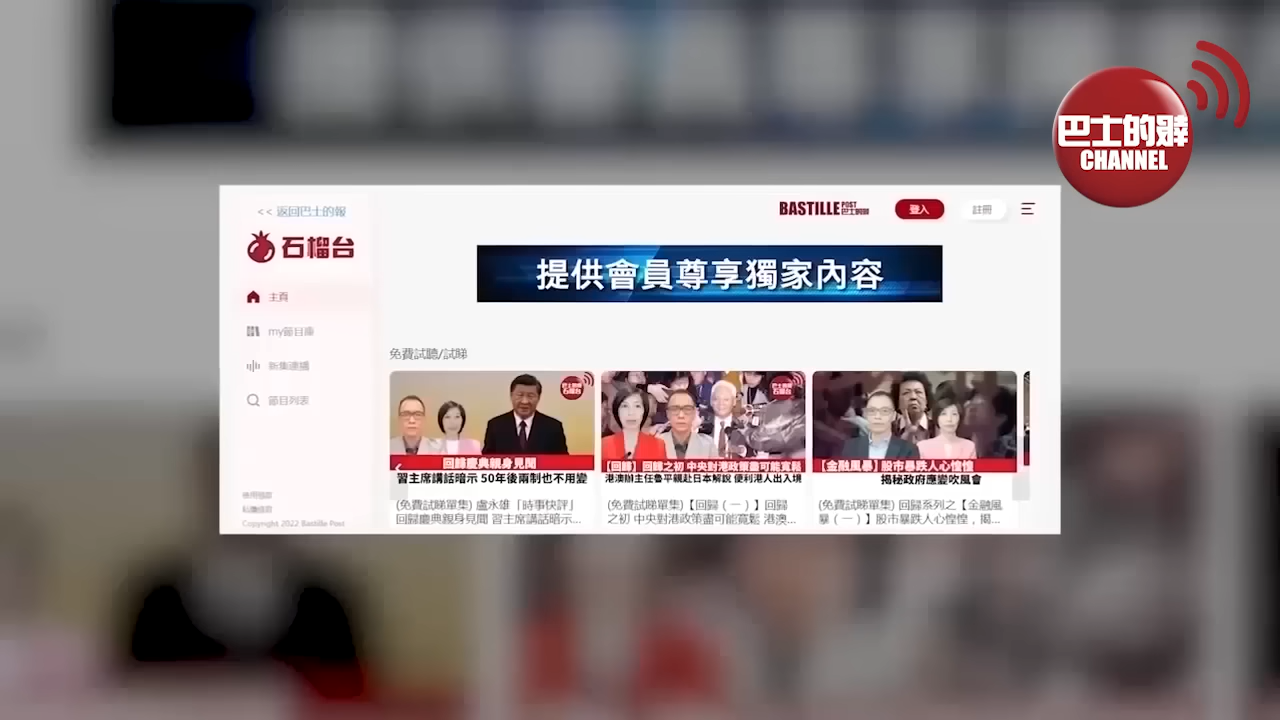 巴士的報
CHANNEL
<< 返回巴士的報
石榴台
主頁
my節目庫
新集連播
節目列表
Copyright 2022 Bastille Post
BASTILLE POST 巴士的報
登入
註冊
提供會員尊享獨家內容
免費試聽/試睇
回歸慶典親身見聞
習主席講話暗示 50年後兩制也不用變
(免費試睇單集) 盧永雄「時事快評」
回歸慶典親身見聞 習主席講話暗示...
【回歸】回歸之初 中央對港政策盡可能寬鬆
港澳辦主任魯平親赴日本解說 便利港人出入境
(免費試睇單集)【回歸（一）】回歸
之初 中央對港政策盡可能寬鬆 港澳...
【金融風暴】股市暴跌人心惶惶
揭秘政府應變吹風會
(免費試睇單集) 回歸系列之【金融風
暴（一）】股市暴跌人心惶惶，揭...